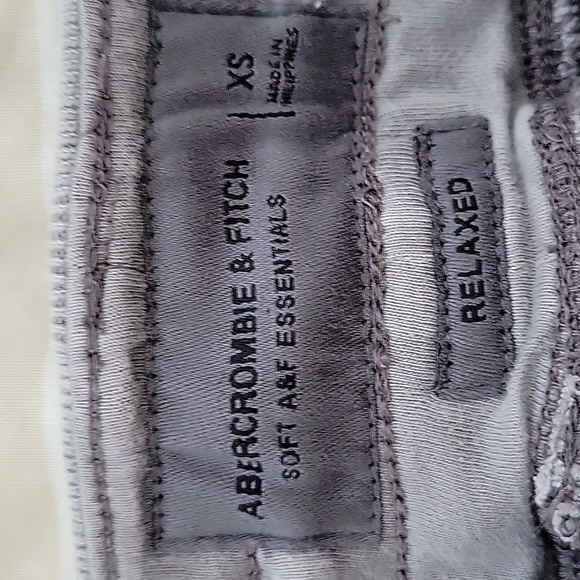 ABERCROMBIE & FITCH
XS
SOFT A&F ESSENTIALS
MADE IN
PHILIPPINES
RELAXED